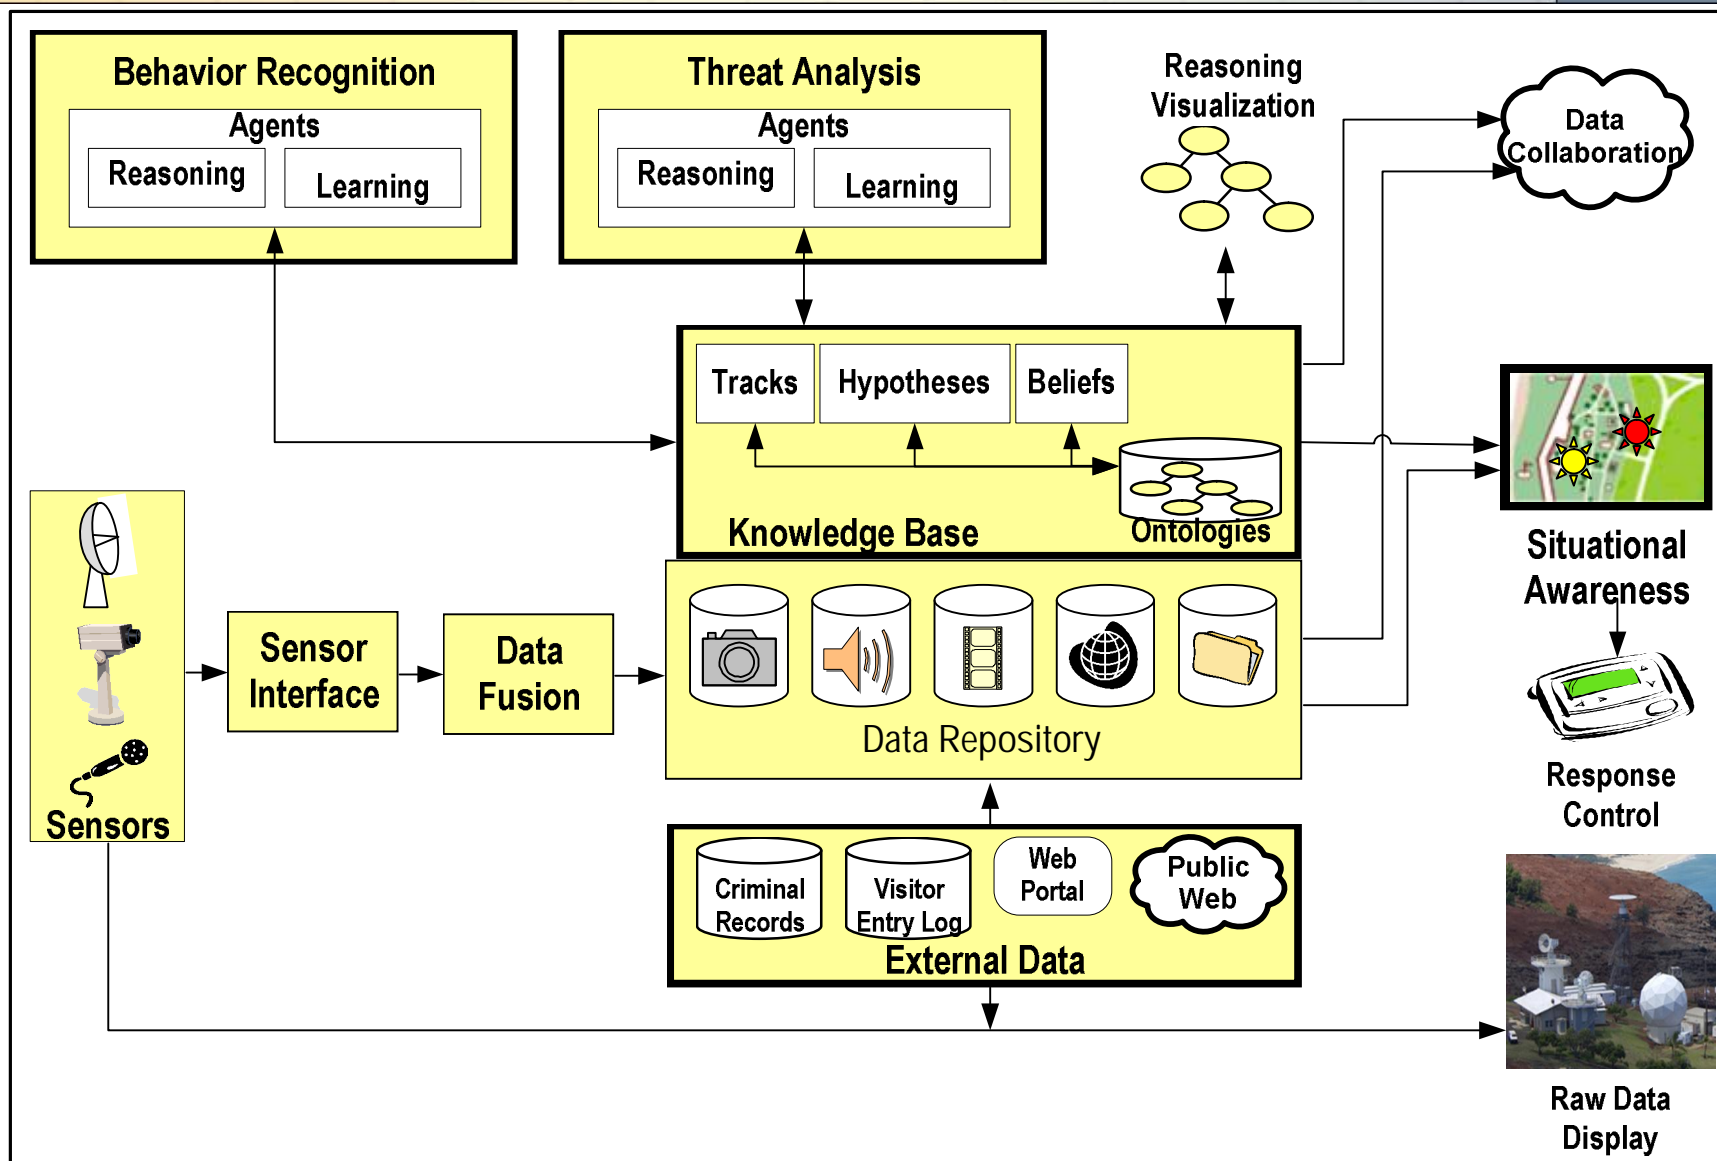 Behavior Recognition
Agents
Reasoning
Learning
Threat Analysis
Agents
Reasoning
Learning
Reasoning
Visualization
Data
Collaboration
Tracks
Hypotheses
Beliefs
Knowledge Base
Ontologies
Situational
Awareness
Sensors
Sensor
Interface
Data
Fusion
Data Repository
Response
Control
Criminal
Records
Visitor
Entry Log
Web
Portal
Public
Web
External Data
Raw Data
Display